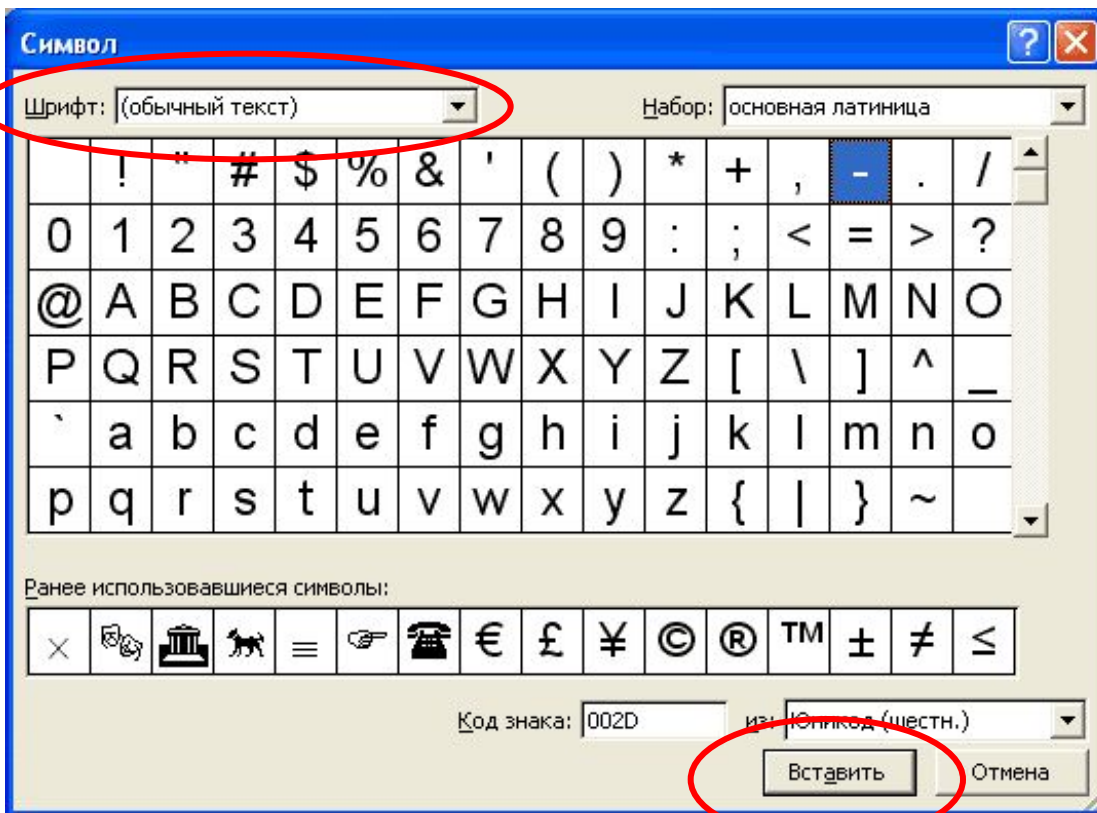 Символ
Шрифт: (обычный текст) Набор: основная латиница
! " # $ % & ' ( ) * + , - . /
0 1 2 3 4 5 6 7 8 9 : ; < = > ?
@ A B C D E F G H I J K L M N O
P Q R S T U V W X Y Z [ \ ] ^ _
` a b c d e f g h i j k l m n o
p q r s t u v w x y z { | } ~
Ранее использовавшиеся символы:
× ≡ ☞ ☎ € £ ¥ © ® ™ ± ≠ ≤
Код знака: 002D из: Юникод (шестн.)
Вставить Отмена